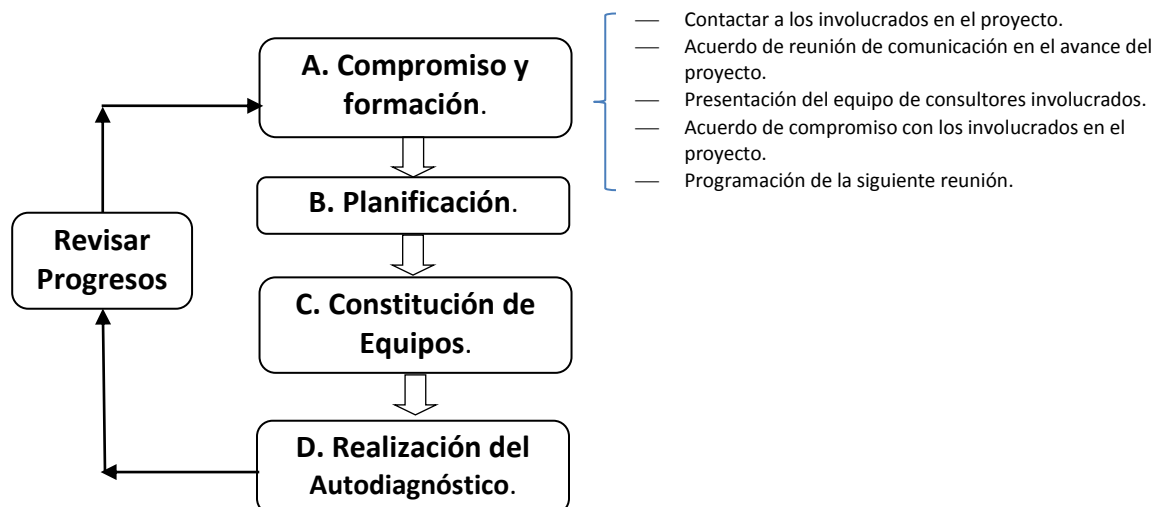 A. Compromiso y
formación.
— Contactar a los involucrados en el proyecto.
— Acuerdo de reunión de comunicación en el avance del
proyecto.
— Presentación del equipo de consultores involucrados.
— Acuerdo de compromiso con los involucrados en el
proyecto.
— Programación de la siguiente reunión.
B. Planificación.
Revisar
Progresos
C. Constitución de
Equipos.
D. Realización del
Autodiagnóstico.